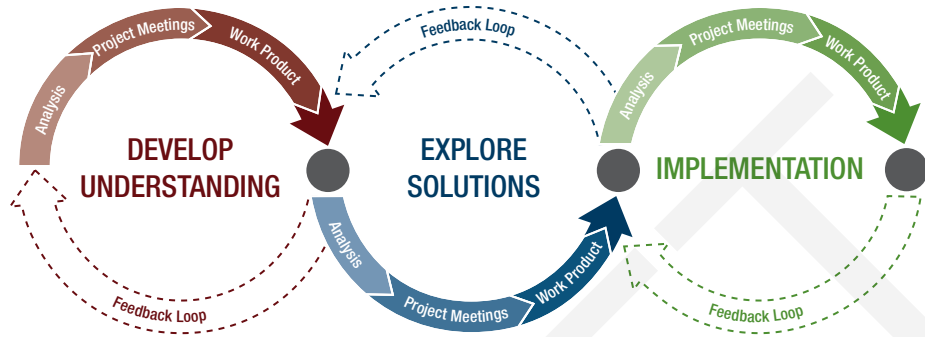 Analysis
Project Meetings
Work Product
DEVELOP
UNDERSTANDING
Feedback Loop
Feedback Loop
EXPLORE
SOLUTIONS
Analysis
Project Meetings
Work Product
Analysis
Project Meetings
Work Product
IMPLEMENTATION
Feedback Loop